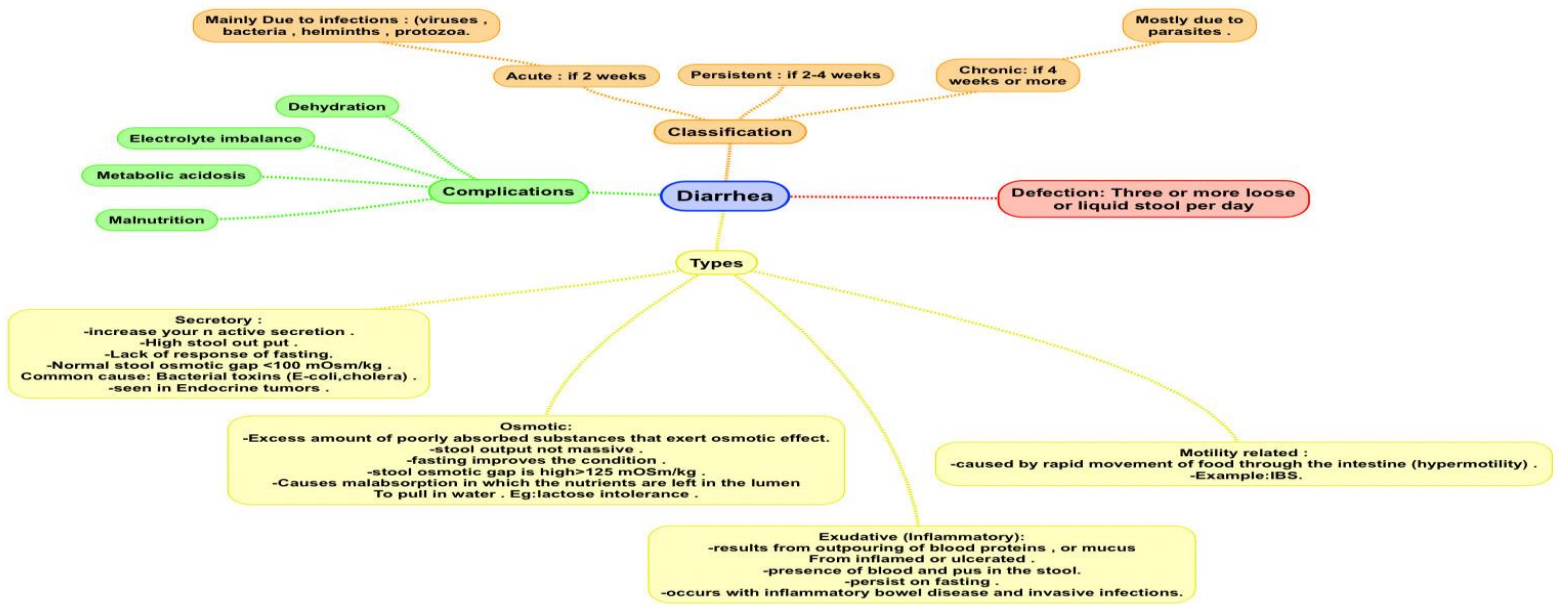 Mainly Due to infections : (viruses ,
bacteria , helminths , protozoa.
Mostly due to
parasites .
Acute : if 2 weeks
Persistent : if 2-4 weeks
Chronic: if 4
weeks or more
Classification
Dehydration
Electrolyte imbalance
Metabolic acidosis
Malnutrition
Complications
Diarrhea
Defection: Three or more loose
or liquid stool per day
Types
Secretory :
-increase your n active secretion .
-High stool out put .
-Lack of response of fasting.
-Normal stool osmotic gap <100 mOsm/kg .
Common cause: Bacterial toxins (E-coli,cholera) .
-seen in Endocrine tumors .
Osmotic:
-Excess amount of poorly absorbed substances that exert osmotic effect.
-stool output not massive .
-fasting improves the condition .
-stool osmotic gap is high>125 mOSm/kg .
-Causes malabsorption in which the nutrients are left in the lumen
To pull in water . Eg:lactose intolerance .
Motility related :
-caused by rapid movement of food through the intestine (hypermotility) .
-Example:IBS.
Exudative (Inflammatory):
-results from outpouring of blood proteins , or mucus
From inflamed or ulcerated .
-presence of blood and pus in the stool.
-persist on fasting .
-occurs with inflammatory bowel disease and invasive infections.